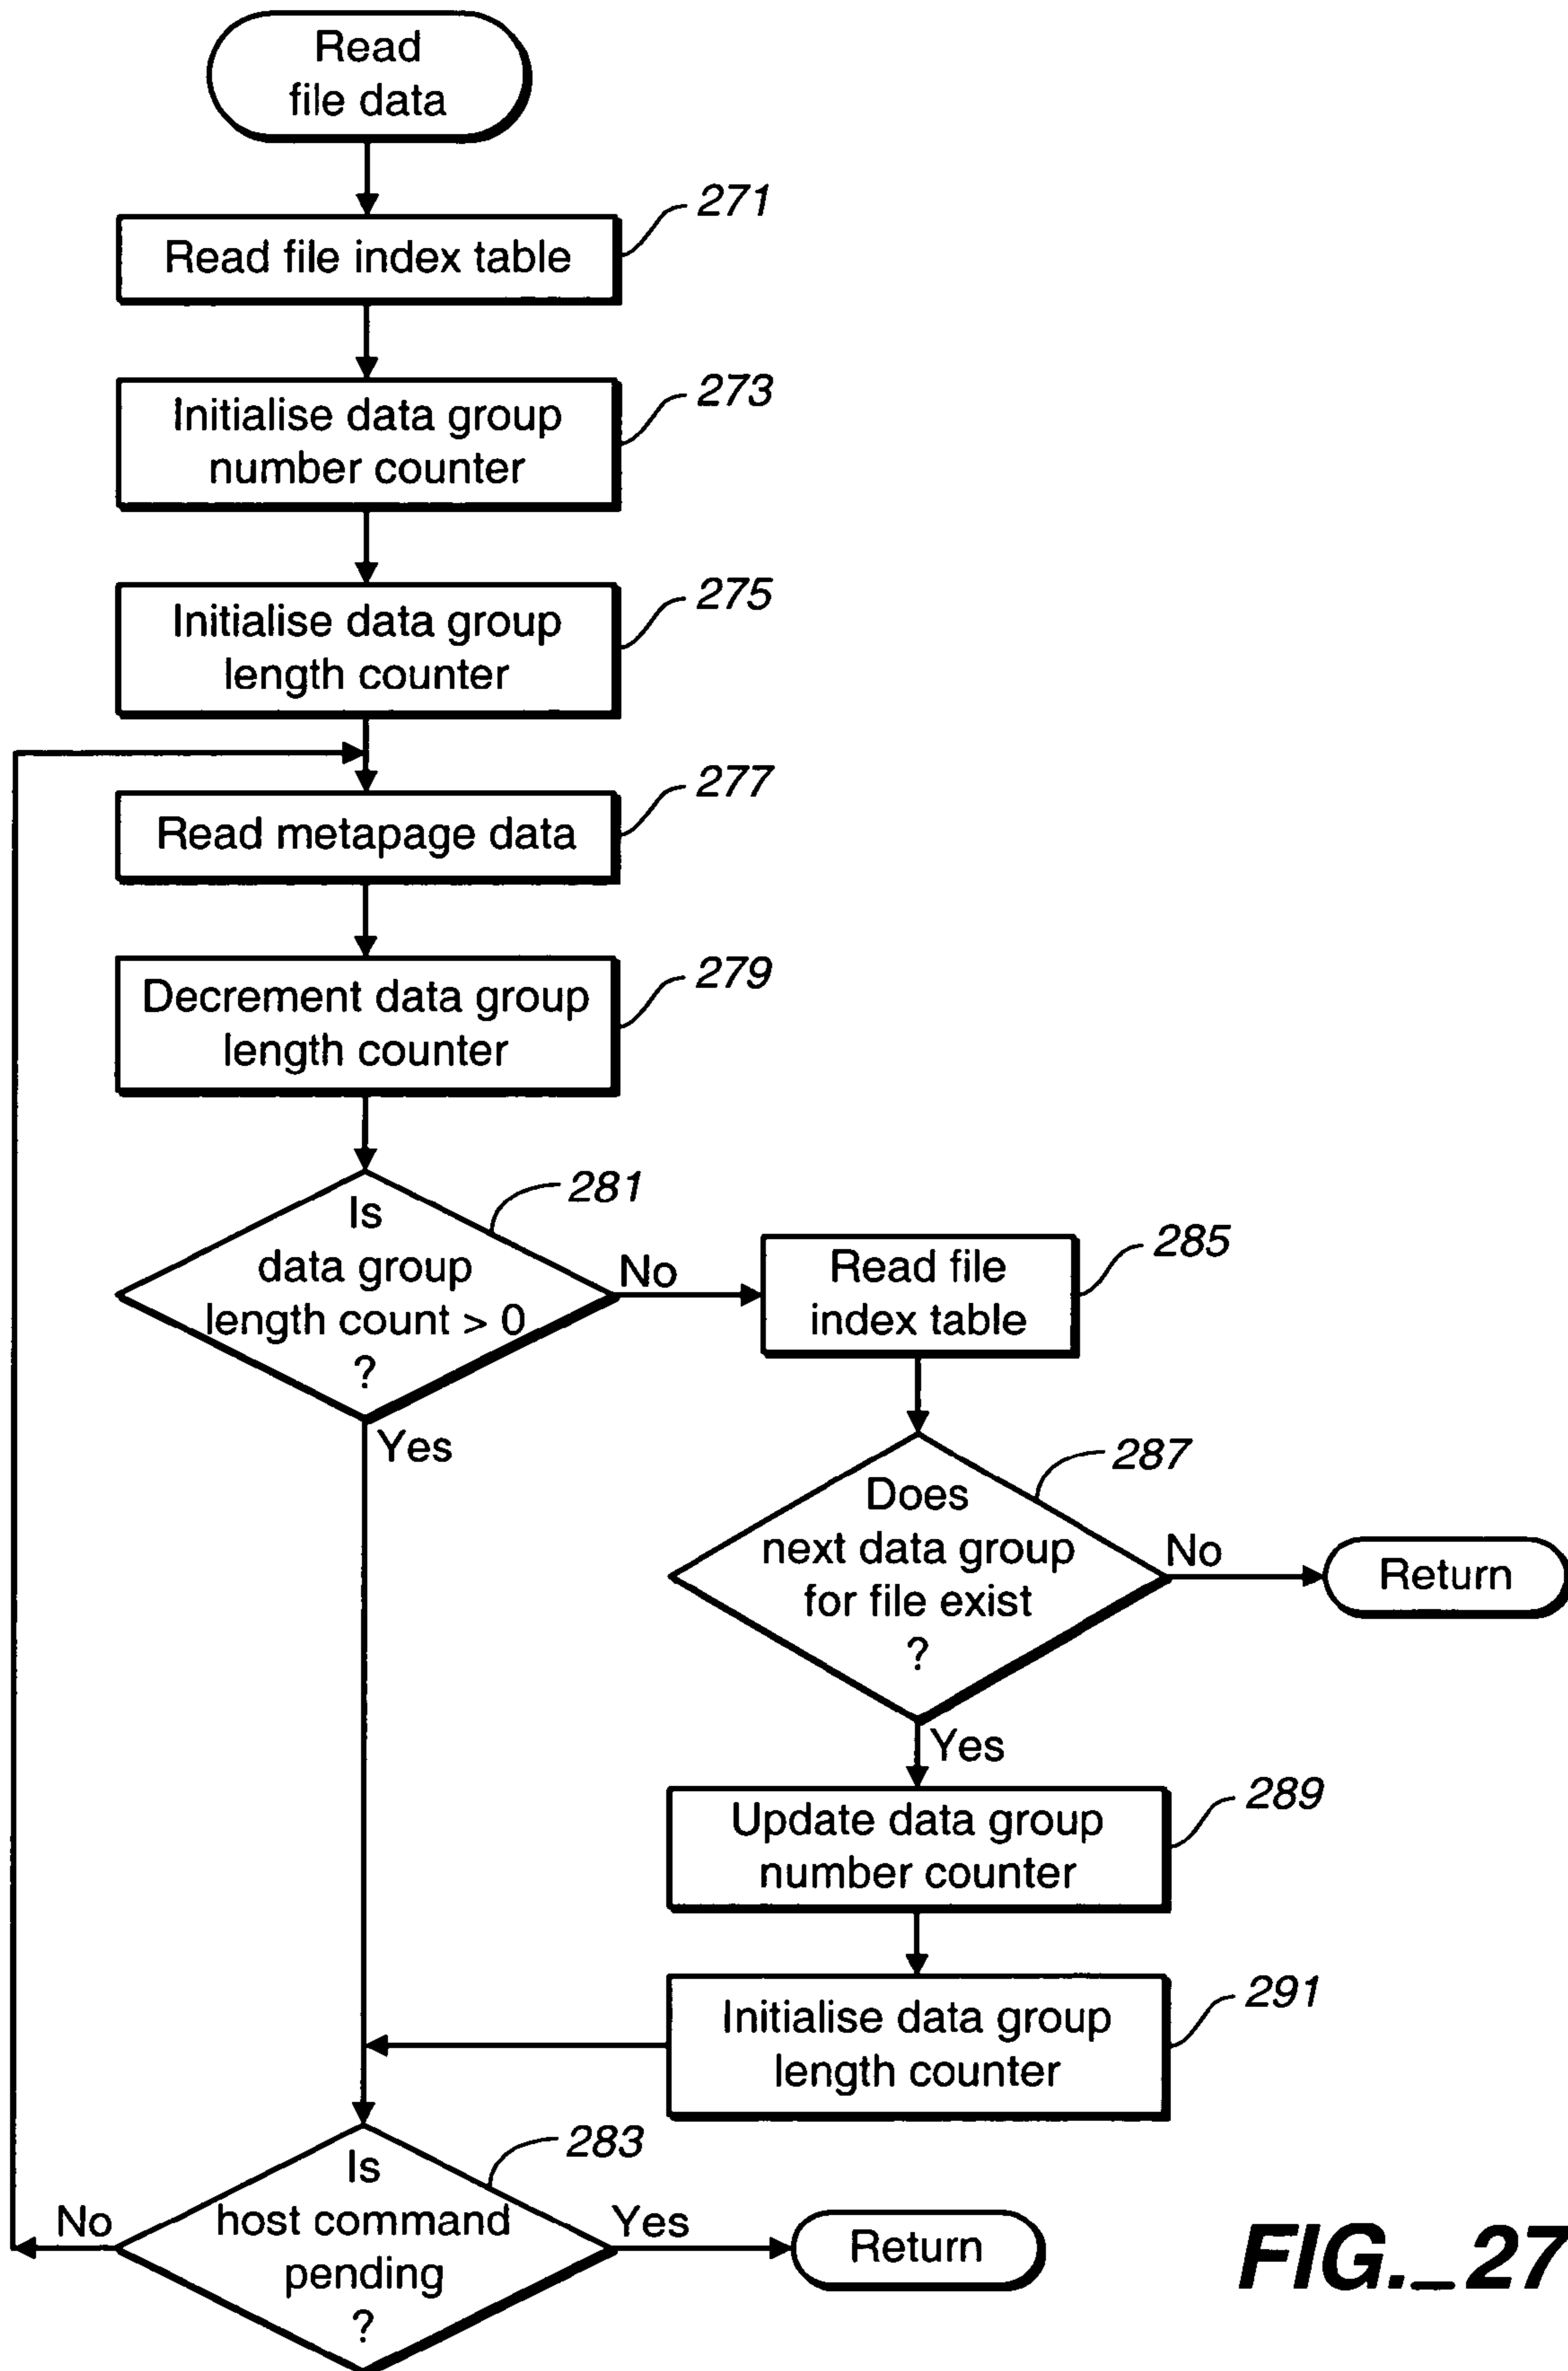 Read
file data
271
Read file index table
273
Initialise data group
number counter
275
Initialise data group
length counter
277
Read metapage data
279
Decrement data group
length counter
281
Is
data group
length count > 0
?
No
Yes
285
Read file
index table
287
Does
next data group
for file exist
?
No
Return
Yes
289
Update data group
number counter
291
Initialise data group
length counter
283
Is
host command
pending
?
No
Yes
Return
FIG._27